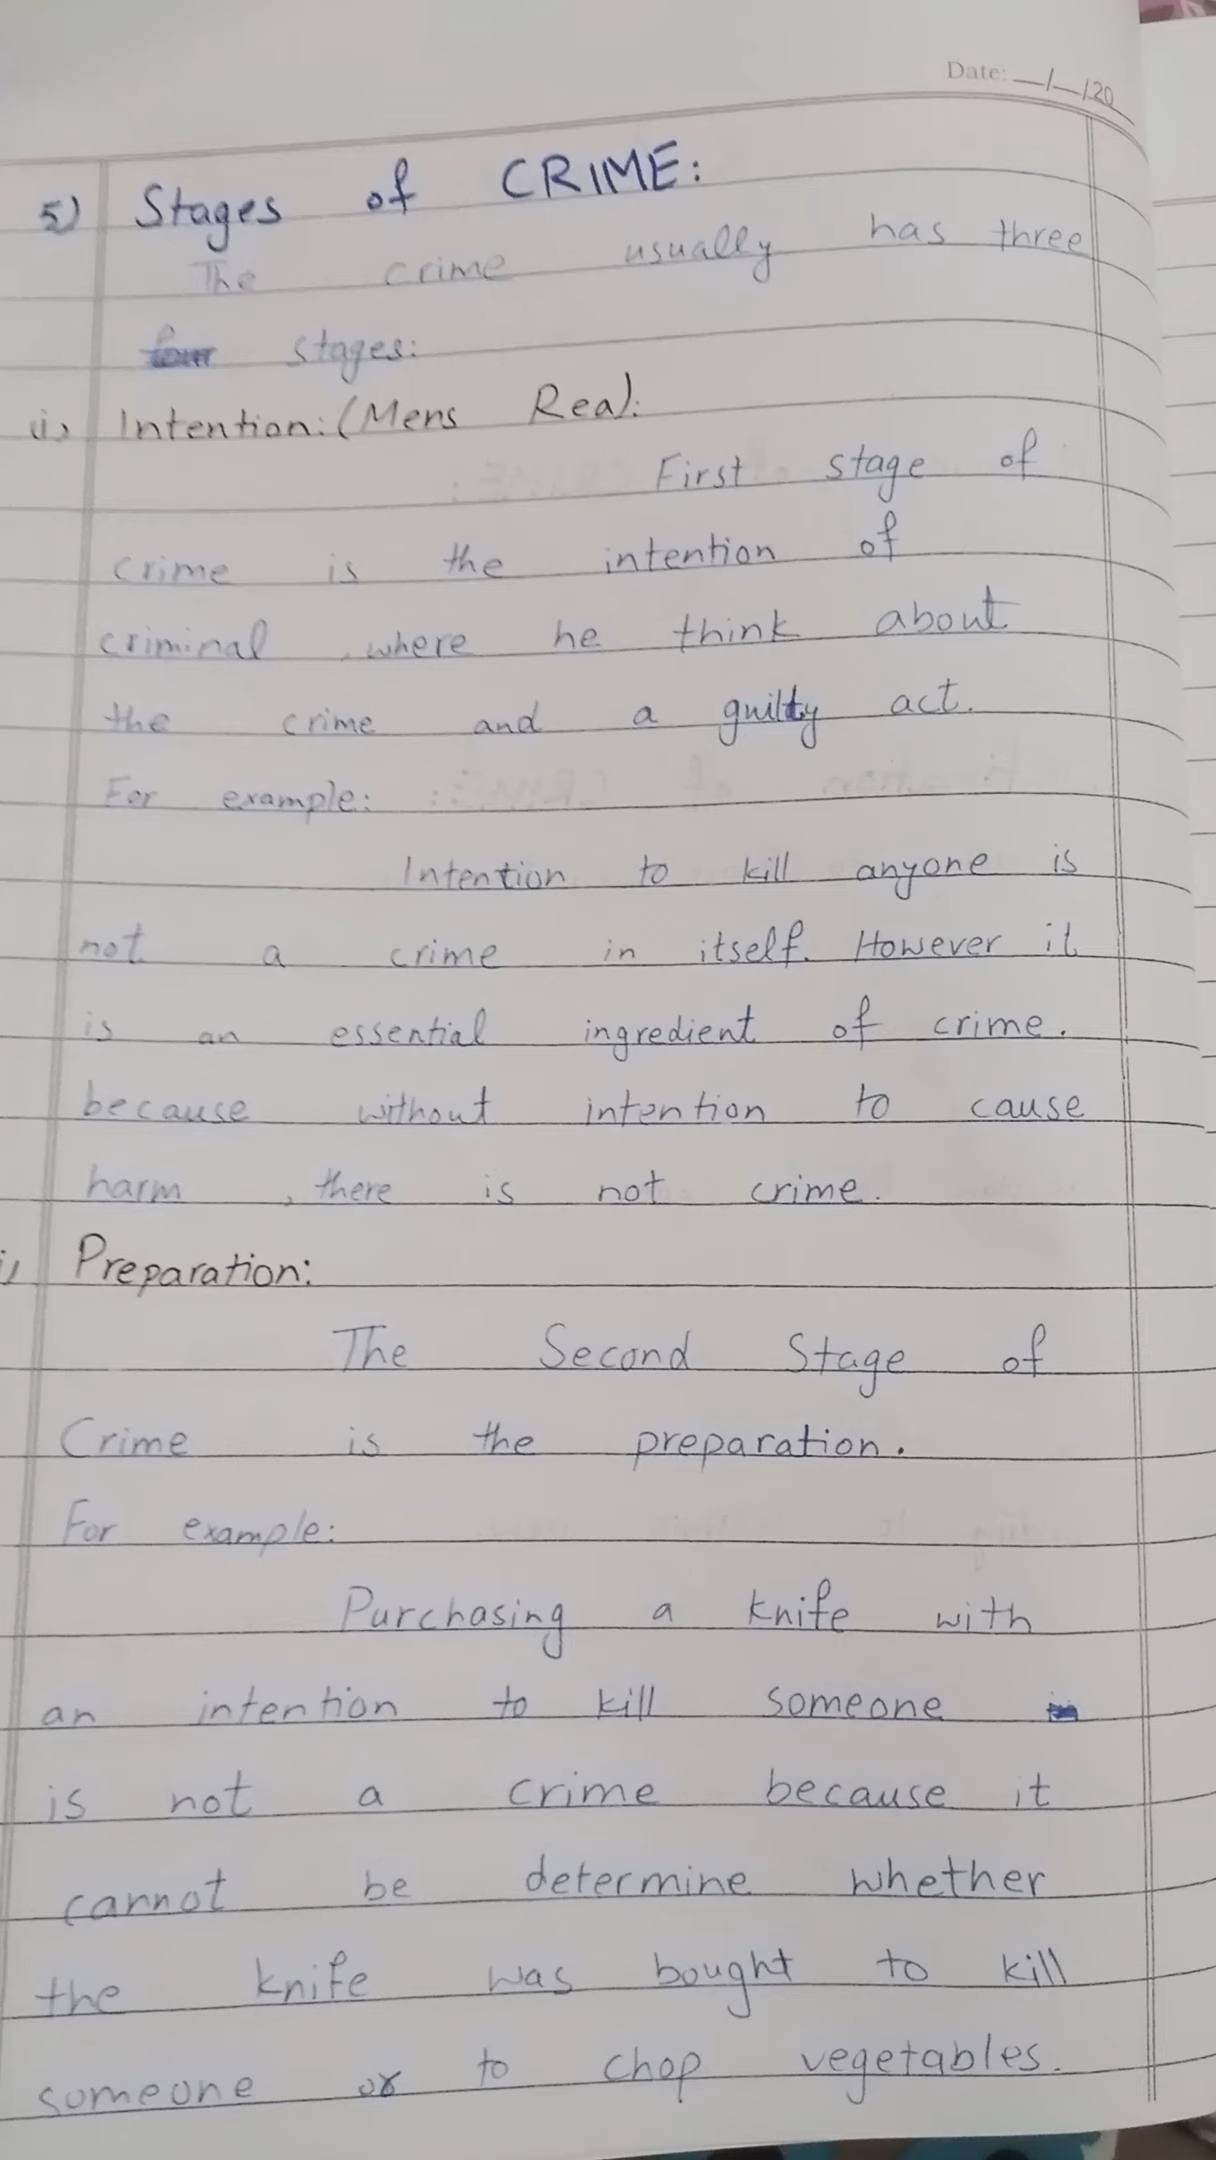 Date: __/__/20
5) Stages of CRIME:
The crime usually has three
four stages:
i) Intention: (Mens Rea):
First stage of
crime is the intention of
criminal where he think about
the crime and a guilty act.
For example:
Intention to kill anyone is
not a crime in itself. However it
is an essential ingredient of crime.
because without intention to cause
harm, there is not crime.
i) Preparation:
The Second Stage of
Crime is the preparation.
For example:
Purchasing a knife with
an intention to kill someone
is not a crime because it
cannot be determine whether
the knife was bought to kill
someone or to chop vegetables.